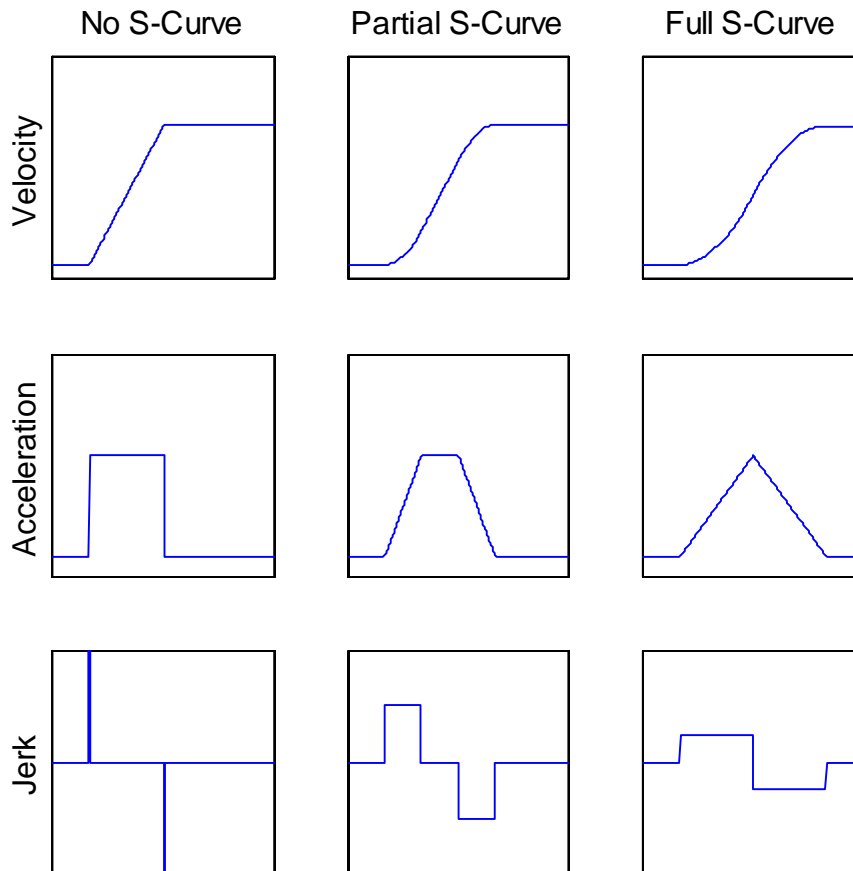 No S-Curve
Partial S-Curve
Full S-Curve
Velocity
Acceleration
Jerk